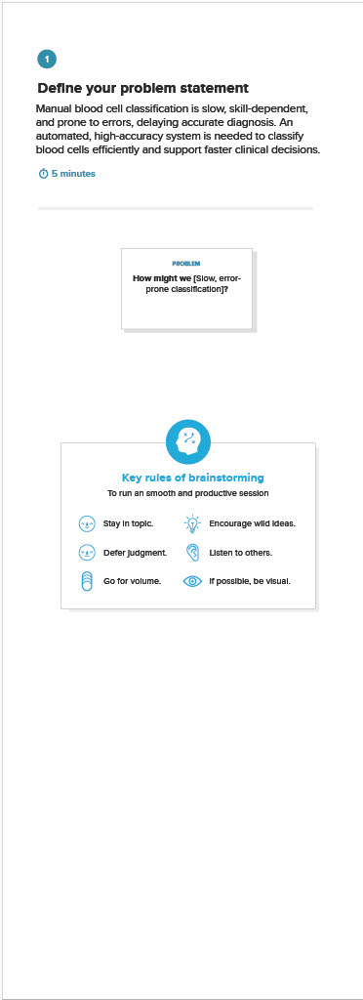 1
Define your problem statement
Manual blood cell classification is slow, skill-dependent,
and prone to errors, delaying accurate diagnosis. An
automated, high-accuracy system is needed to classify
blood cells efficiently and support faster clinical decisions.
5 minutes
PROBLEM
How might we [Slow, error-
prone classification]?
Key rules of brainstorming
To run an smooth and productive session
Stay in topic.
Encourage wild ideas.
Defer judgment.
Listen to others.
Go for volume.
If possible, be visual.